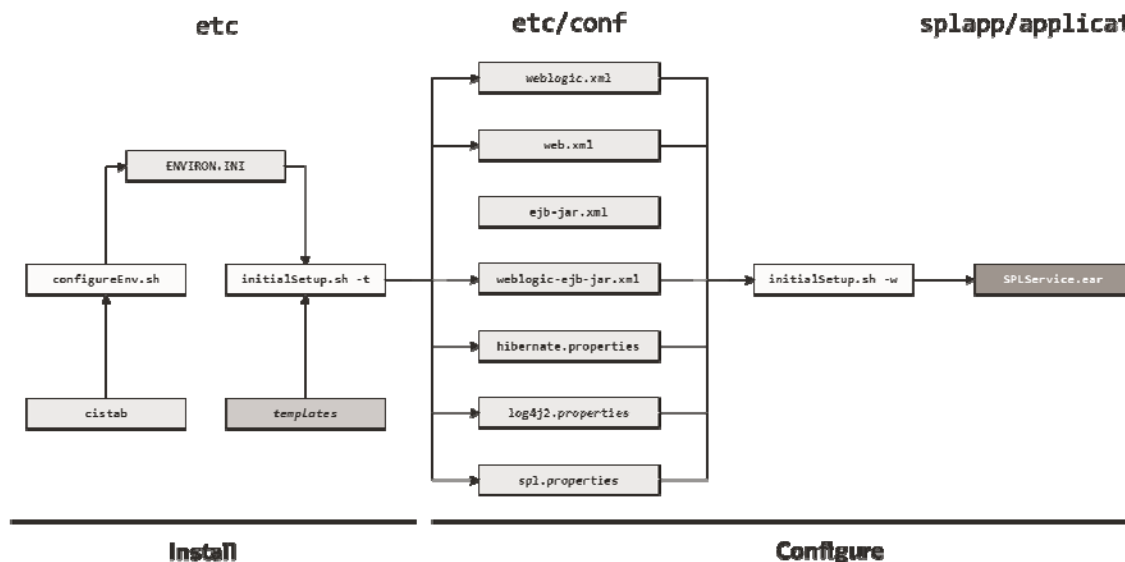 etc
etc/conf
splapp/applicat
weblogic.xml
web.xml
ENVIRON.INI
ejb-jar.xml
configureEnv.sh
initialSetup.sh -t
weblogic-ejb-jar.xml
initialSetup.sh -w
SPLService.ear
hibernate.properties
cistab
templates
log4j2.properties
spl.properties
Install
Configure